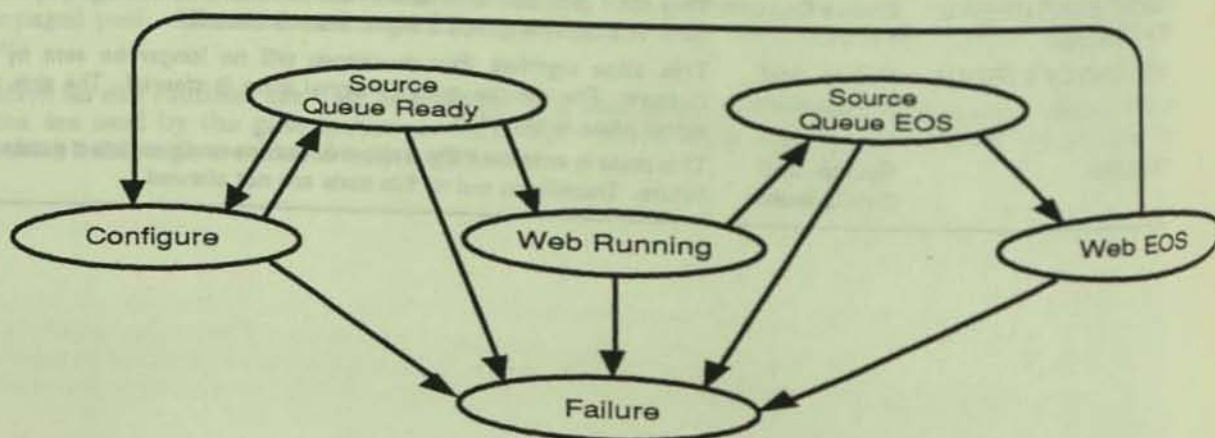 Source
Queue Ready
Source
Queue EOS
Configure
Web Running
Web EOS
Failure